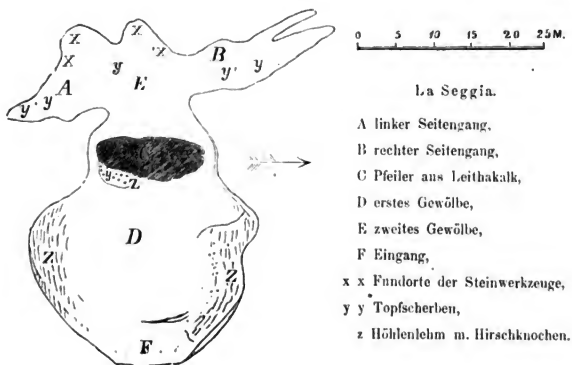 x
x
x
x
B
y
y
y
A
E
y
y
0 5 10 15 20 25M.
La Seggia.
A linker Seitengang,
B rechter Seitengang,
C Pfeiler aus Leithakalk,
D erstes Gewölbe,
E zweites Gewölbe,
F Eingang,
x x Fundorte der Steinwerkzeuge,
y y Topfscherben,
z Höhlenlehm m. Hirschknochen.
y
z
D
z
z
F